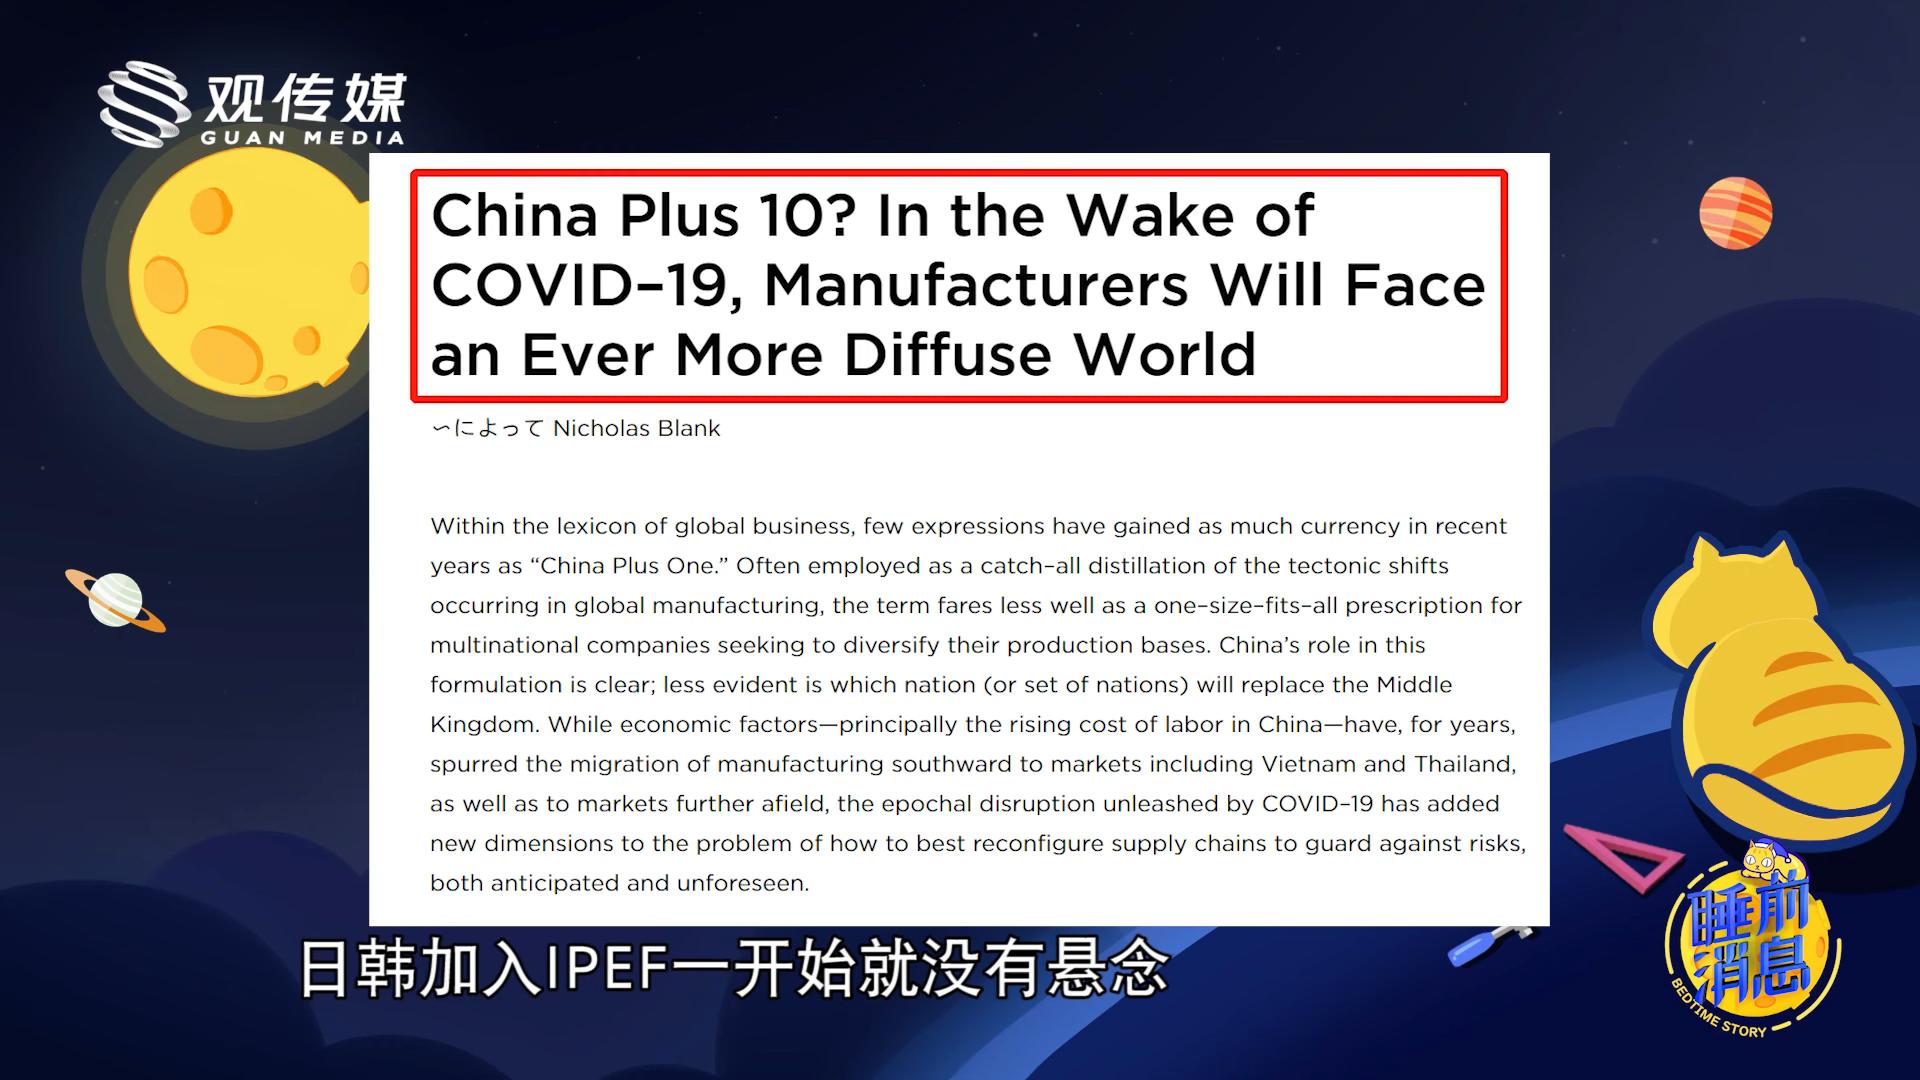 观传媒
GUAN MEDIA
China Plus 10? In the Wake of
COVID-19, Manufacturers Will Face
an Ever More Diffuse World
~によって Nicholas Blank
Within the lexicon of global business, few expressions have gained as much currency in recent
years as “China Plus One.” Often employed as a catch-all distillation of the tectonic shifts
occurring in global manufacturing, the term fares less well as a one-size-fits-all prescription for
multinational companies seeking to diversify their production bases. China’s role in this
formulation is clear; less evident is which nation (or set of nations) will replace the Middle
Kingdom. While economic factors—principally the rising cost of labor in China—have, for years,
spurred the migration of manufacturing southward to markets including Vietnam and Thailand,
as well as to markets further afield, the epochal disruption unleashed by COVID-19 has added
new dimensions to the problem of how to best reconfigure supply chains to guard against risks,
both anticipated and unforeseen.
日韩加入IPEF一开始就没有悬念
睡前
消息
BEDTIME STORY